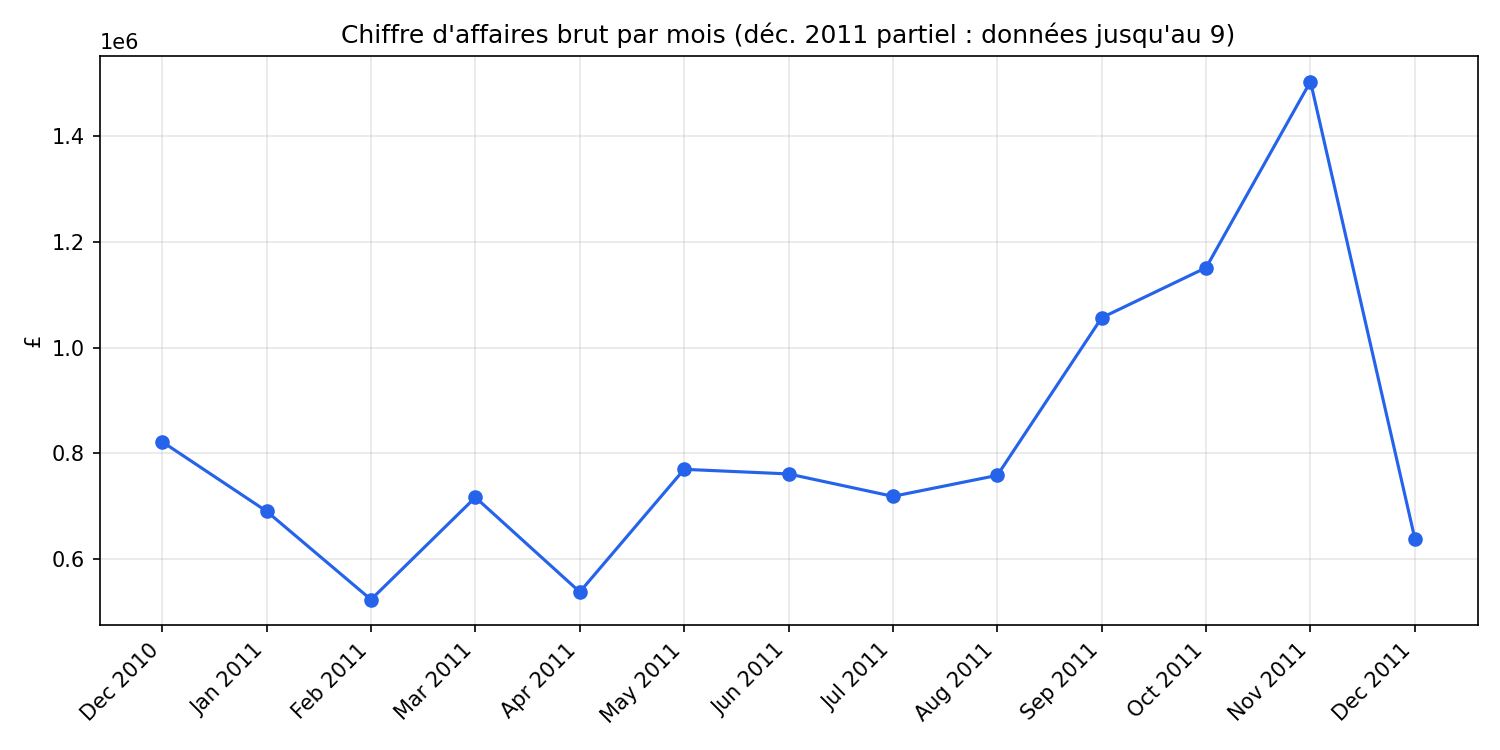 Chiffre d'affaires brut par mois (déc. 2011 partiel : données jusqu'au 9)
1e6
1.4
1.2
1.0
0.8
0.6
£
Dec 2010
Jan 2011
Feb 2011
Mar 2011
Apr 2011
May 2011
Jun 2011
Jul 2011
Aug 2011
Sep 2011
Oct 2011
Nov 2011
Dec 2011